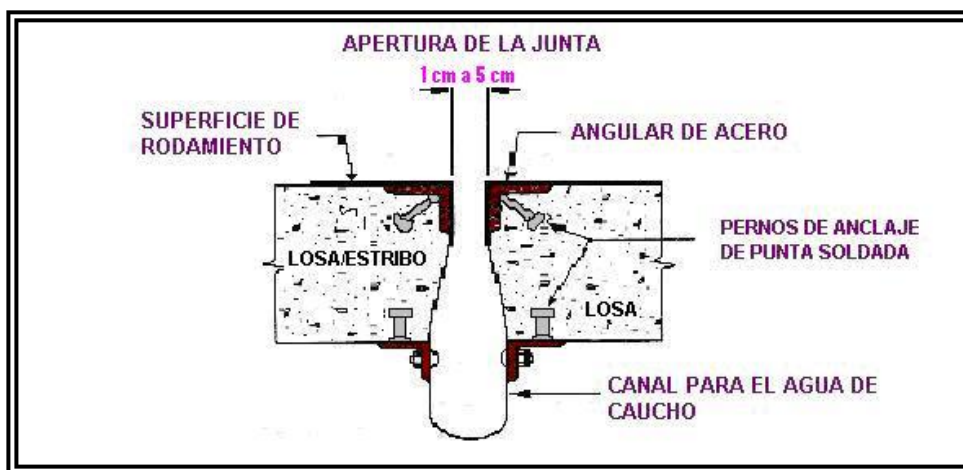 APERTURA DE LA JUNTA
1 cm a 5 cm
SUPERFICIE DE
RODAMIENTO
ANGULAR DE ACERO
PERNOS DE ANCLAJE
DE PUNTA SOLDADA
LOSA/ESTRIBO
LOSA
CANAL PARA EL AGUA DE
CAUCHO